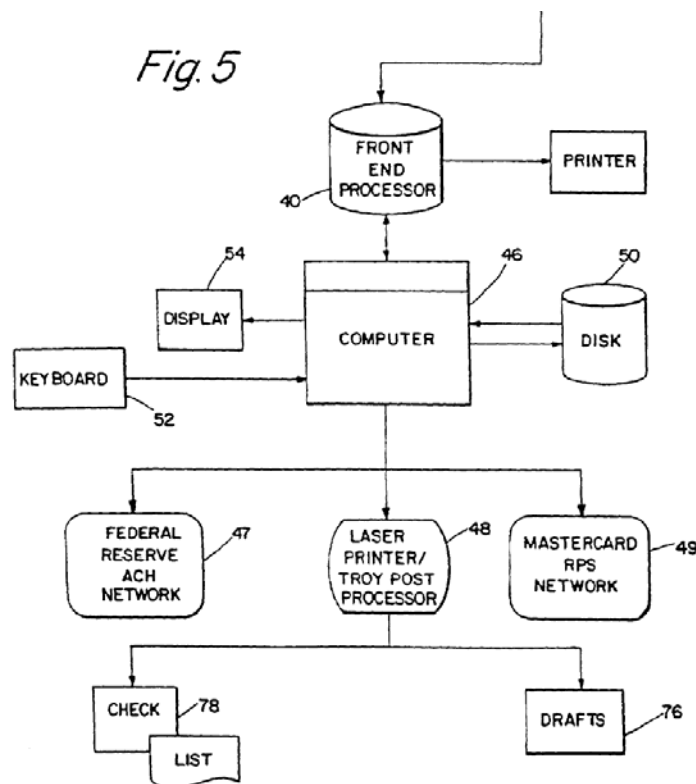 Fig. 5
FRONT
END
PROCESSOR
40
PRINTER
54
46
50
DISPLAY
COMPUTER
DISK
KEYBOARD
52
FEDERAL
RESERVE
ACH
NETWORK
47
LASER
PRINTER/
TROY POST
PROCESSOR
48
MASTERCARD
RPS
NETWORK
49
CHECK
78
LIST
DRAFTS
76